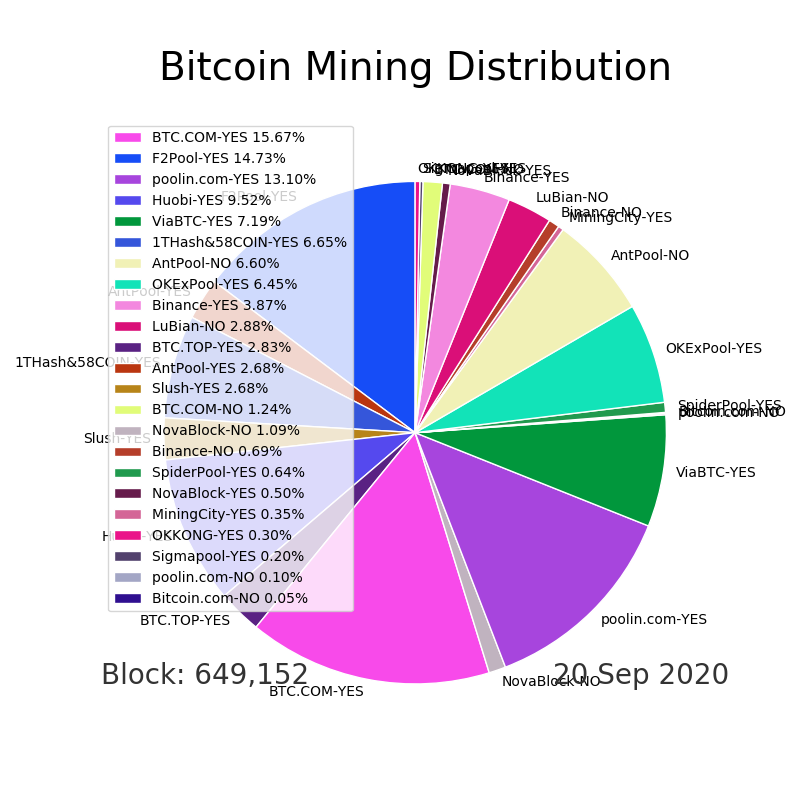 Bitcoin Mining Distribution
BTC.COM-YES 15.67%
F2Pool-YES 14.73%
poolin.com-YES 13.10%
Huobi-YES 9.52%
ViaBTC-YES 7.19%
1THash&58COIN-YES 6.65%
AntPool-NO 6.60%
OKExPool-YES 6.45%
Binance-YES 3.87%
LuBian-NO 2.88%
BTC.TOP-YES 2.83%
AntPool-YES 2.68%
Slush-YES 2.68%
BTC.COM-NO 1.24%
NovaBlock-NO 1.09%
Binance-NO 0.69%
SpiderPool-YES 0.64%
NovaBlock-YES 0.50%
MiningCity-YES 0.35%
OKKONG-YES 0.30%
Sigmapool-YES 0.20%
poolin.com-NO 0.10%
Bitcoin.com-NO 0.05%
NovaBlock-YES
Binance-YES
LuBian-NO
Binance-NO
MiningCity-YES
AntPool-NO
OKExPool-YES
SpiderPool-YES
Bitcoin.com-NO
poolin.com-NO
ViaBTC-YES
poolin.com-YES
NovaBlock-NO
BTC.COM-YES
BTC.TOP-YES
Slush-YES
1THash&58COIN-YES
AntPool-YES
F2Pool-YES
Block: 649,152
20 Sep 2020